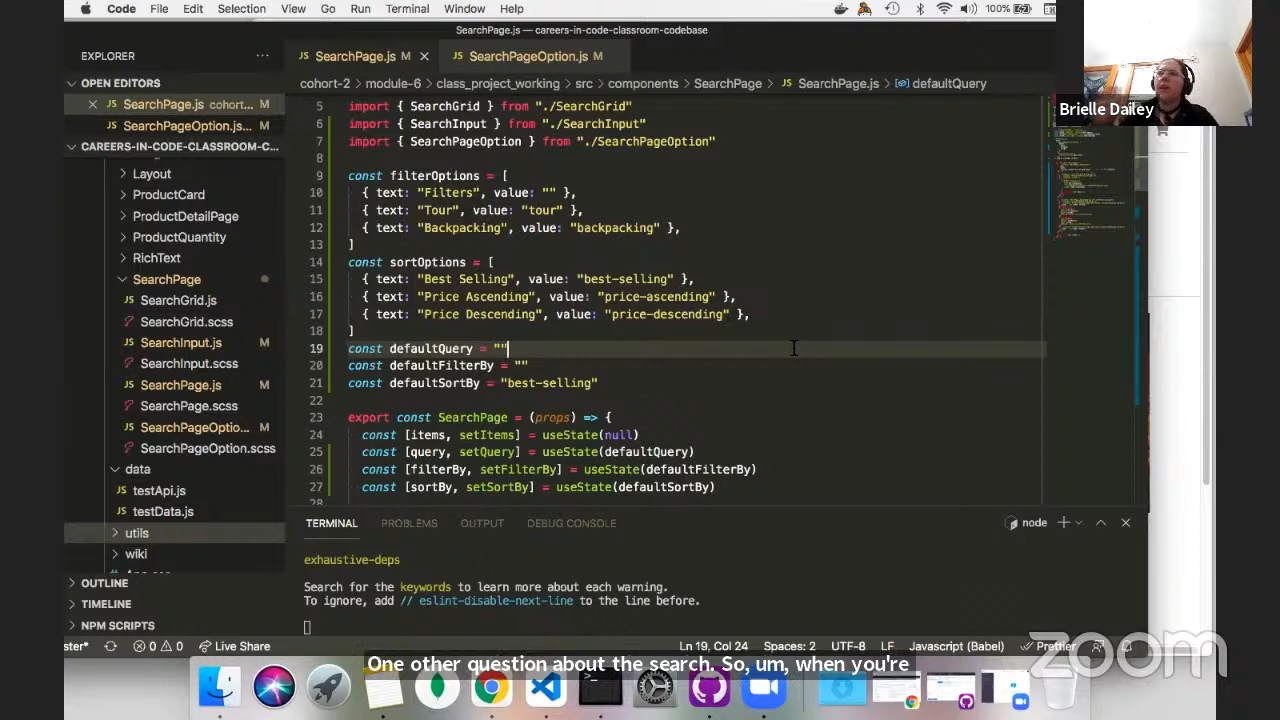 Code File Edit Selection View Go Run Terminal Window Help 100%
SearchPage.js — careers-in-code-classroom-codebase
EXPLORER
SearchPage.js M
SearchPageOption.js M
OPEN EDITORS
cohort-2 > module-6 > class_project_working > src > components > SearchPage > SearchPage.js > defaultQuery
SearchPage.js cohort... M
SearchPageOption.js... M
CAREERS-IN-CODE-CLASSROOM-C...
Layout
ProductCard
ProductDetailPage
ProductQuantity
RichText
SearchPage
SearchGrid.js
SearchGrid.scss
SearchInput.js M
SearchInput.scss
SearchPage.js M
SearchPage.scss
SearchPageOptio... M
SearchPageOption.scss
data
testApi.js
testData.js
utils
wiki
OUTLINE
TIMELINE
NPM SCRIPTS
5 import { SearchGrid } from "./SearchGrid"
6 import { SearchInput } from "./SearchInput"
7 import { SearchPageOption } from "./SearchPageOption"
8
9 const filterOptions = [
10 { text: "Filters", value: "" },
11 { text: "Tour", value: "tour" },
12 { text: "Backpacking", value: "backpacking" },
13 ]
14 const sortOptions = [
15 { text: "Best Selling", value: "best-selling" },
16 { text: "Price Ascending", value: "price-ascending" },
17 { text: "Price Descending", value: "price-descending" },
18 ]
19 const defaultQuery = ""
20 const defaultFilterBy = ""
21 const defaultSortBy = "best-selling"
22
23 export const SearchPage = (props) => {
24 const [items, setItems] = useState(null)
25 const [query, setQuery] = useState(defaultQuery)
26 const [filterBy, setFilterBy] = useState(defaultFilterBy)
27 const [sortBy, setSortBy] = useState(defaultSortBy)
28
TERMINAL PROBLEMS OUTPUT DEBUG CONSOLE node
exhaustive-deps
Search for the keywords to learn more about each warning.
To ignore, add // eslint-disable-next-line to the line before.
ster* 0 0 Live Share Ln 19, Col 24 Spaces: 2 UTF-8 LF Javascript (Babel) Prettier
Brielle Dailey
One other question about the search. So, um, when you're
zoom